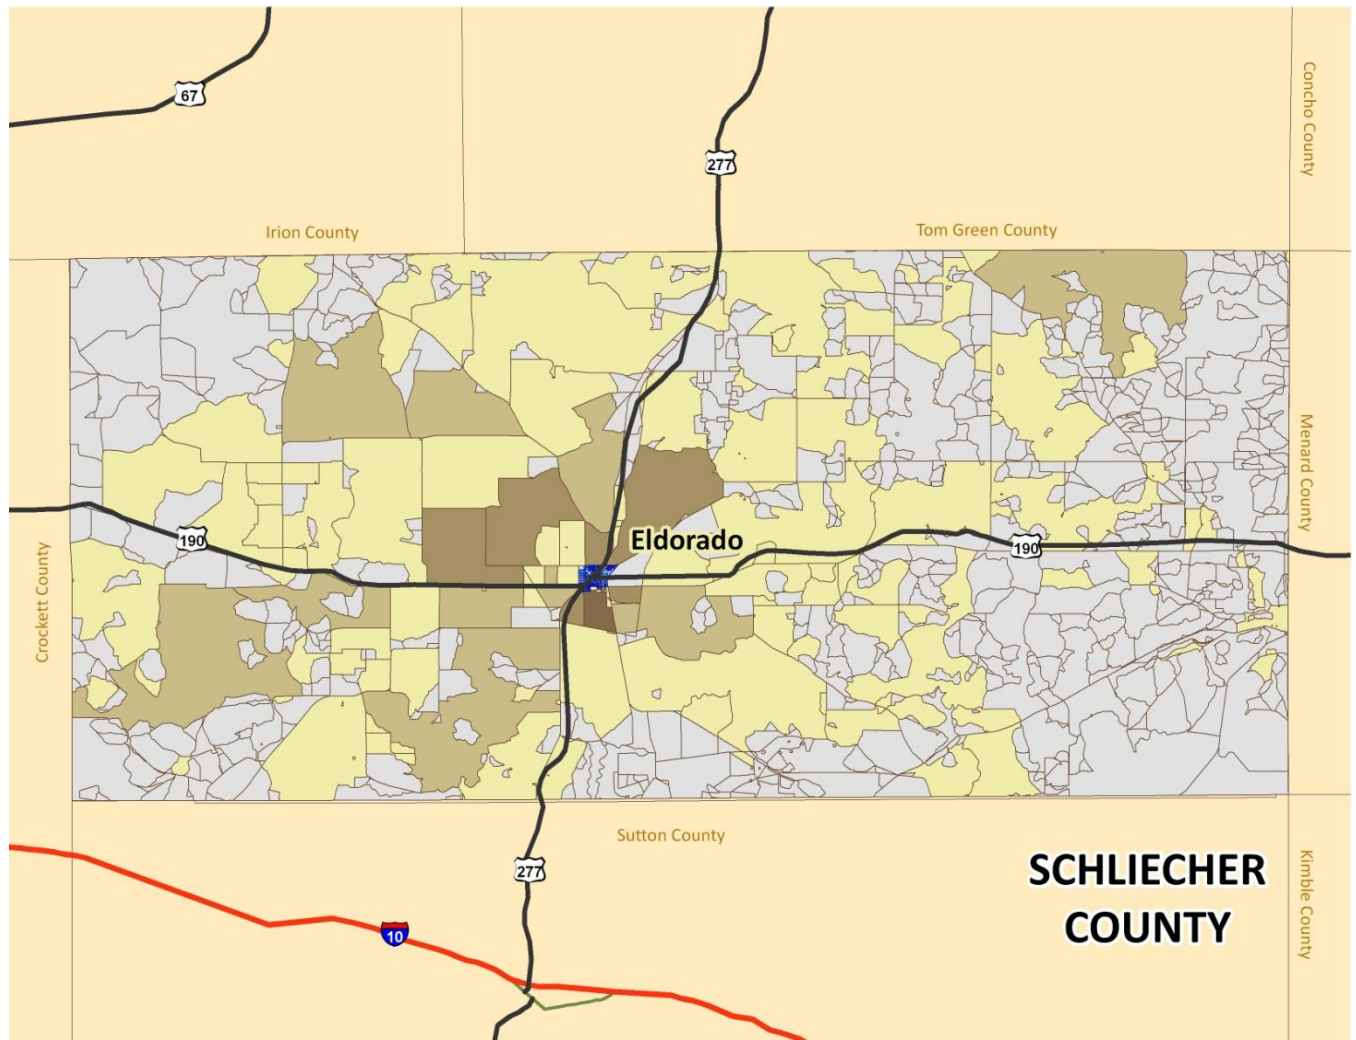 67
277
Concho County
Irion County
Tom Green County
Menard County
190
Eldorado
190
Crockett County
Sutton County
277
SCHLIECHER
COUNTY
Kimble County
10